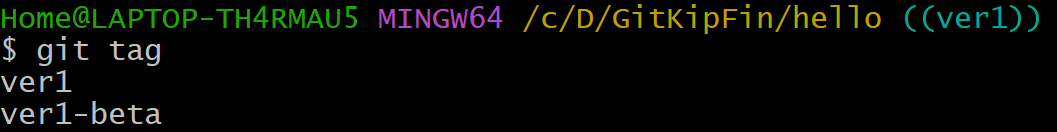 Home@LAPTOP-TH4RMAU5 MINGW64 /c/D/GitKipFin/hello ((ver1))
$ git tag
ver1
ver1-beta